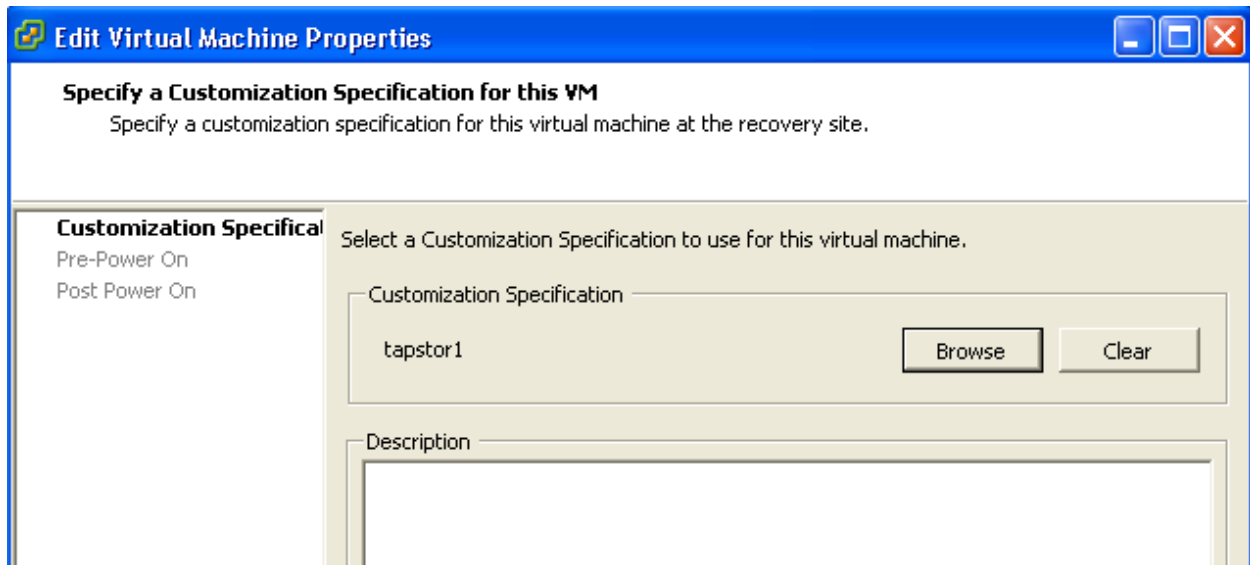 Edit Virtual Machine Properties
Specify a Customization Specification for this VM
Specify a customization specification for this virtual machine at the recovery site.
Customization Specificat
Pre-Power On
Post Power On
Select a Customization Specification to use for this virtual machine.
Customization Specification
tapstor1
Browse
Clear
Description